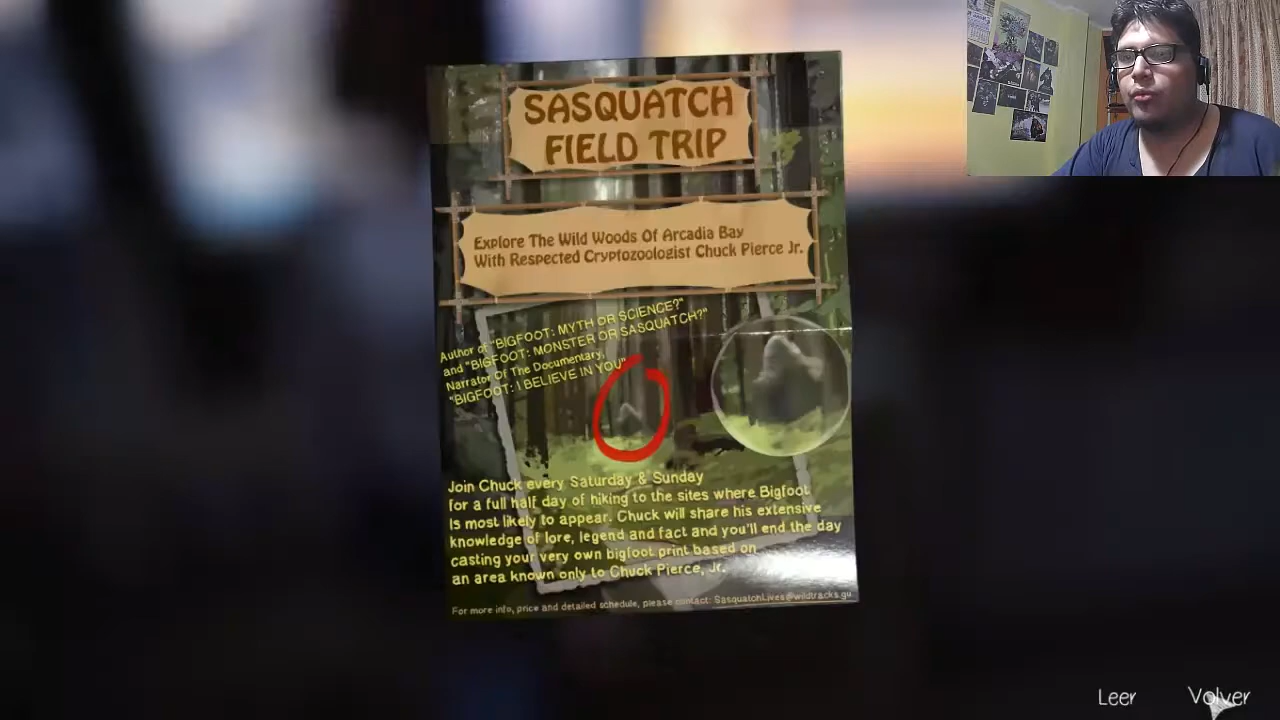 SASQUATCH
FIELD TRIP
Explore The Wild Woods Of Arcadia Bay
With Respected Cryptozoologist Chuck Pierce Jr.
Author of "BIGFOOT: MYTH OR SCIENCE?"
and "BIGFOOT: MONSTER OR SASQUATCH?"
Narrator Of The Documentary,
"BIGFOOT: I BELIEVE IN YOU"
Join Chuck every Saturday & Sunday
for a full half day of hiking to the sites where Bigfoot
Is most likely to appear. Chuck will share his extensive
knowledge of lore, legend and fact and you'll end the day
casting your very own bigfoot print based on
an area known only to Chuck Pierce, Jr.
For more info, price and detailed schedule, please contact: SasquatchLives@wildtracks.gu
Leer Volver